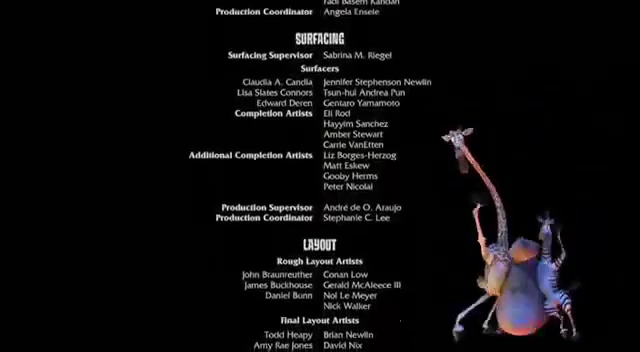 Fadi Basem Kandah
Production Coordinator Angela Ensele
SURFACING
Surfacing Supervisor Sabrina M. Riegel
Surfacers
Claudia A. Candia Jennifer Stephenson Newlin
Lisa Slates Connors Tsun-hui Andrea Pun
Edward Deren Gentaro Yamamoto
Completion Artists Eli Rod
Hayyim Sanchez
Amber Stewart
Carrie VanEtten
Additional Completion Artists Liz Borges-Herzog
Matt Eskew
Gooby Herms
Peter Nicolai
Production Supervisor André de O. Araujo
Production Coordinator Stephanie C. Lee
LAYOUT
Rough Layout Artists
John Braunreuther Conan Low
James Buckhouse Gerald McAleece III
Daniel Bunn Nol Le Meyer
Nick Walker
Final Layout Artists
Todd Heapy Brian Newlin
Amy Rae Jones David Nix